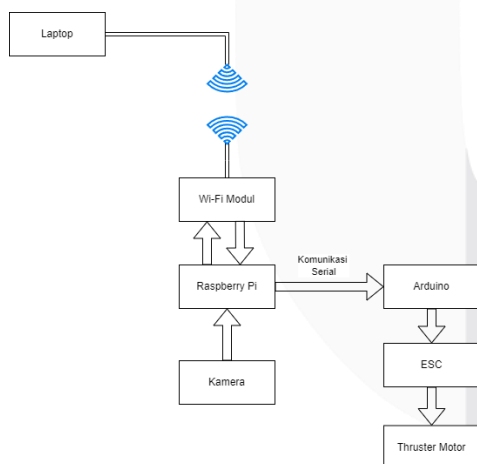 Laptop
Wi-Fi Modul
Komunikasi
Serial
Raspberry Pi
Arduino
ESC
Kamera
Thruster Motor